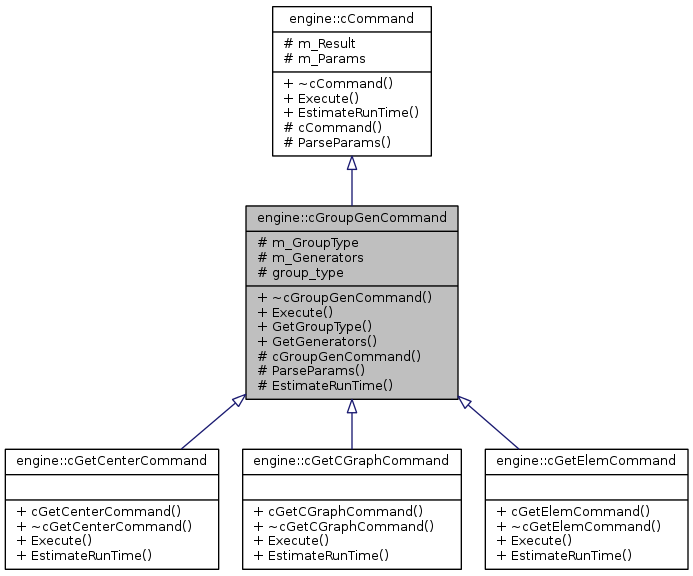 engine::cCommand
# m_Result
# m_Params
+ ~cCommand()
+ Execute()
+ EstimateRunTime()
# cCommand()
# ParseParams()
engine::cGroupGenCommand
# m_GroupType
# m_Generators
# group_type
+ ~cGroupGenCommand()
+ Execute()
+ GetGroupType()
+ GetGenerators()
# cGroupGenCommand()
# ParseParams()
# EstimateRunTime()
engine::cGetCenterCommand
+ cGetCenterCommand()
+ ~cGetCenterCommand()
+ Execute()
+ EstimateRunTime()
engine::cGetCGraphCommand
+ cGetCGraphCommand()
+ ~cGetCGraphCommand()
+ Execute()
+ EstimateRunTime()
engine::cGetElemCommand
+ cGetElemCommand()
+ ~cGetElemCommand()
+ Execute()
+ EstimateRunTime()